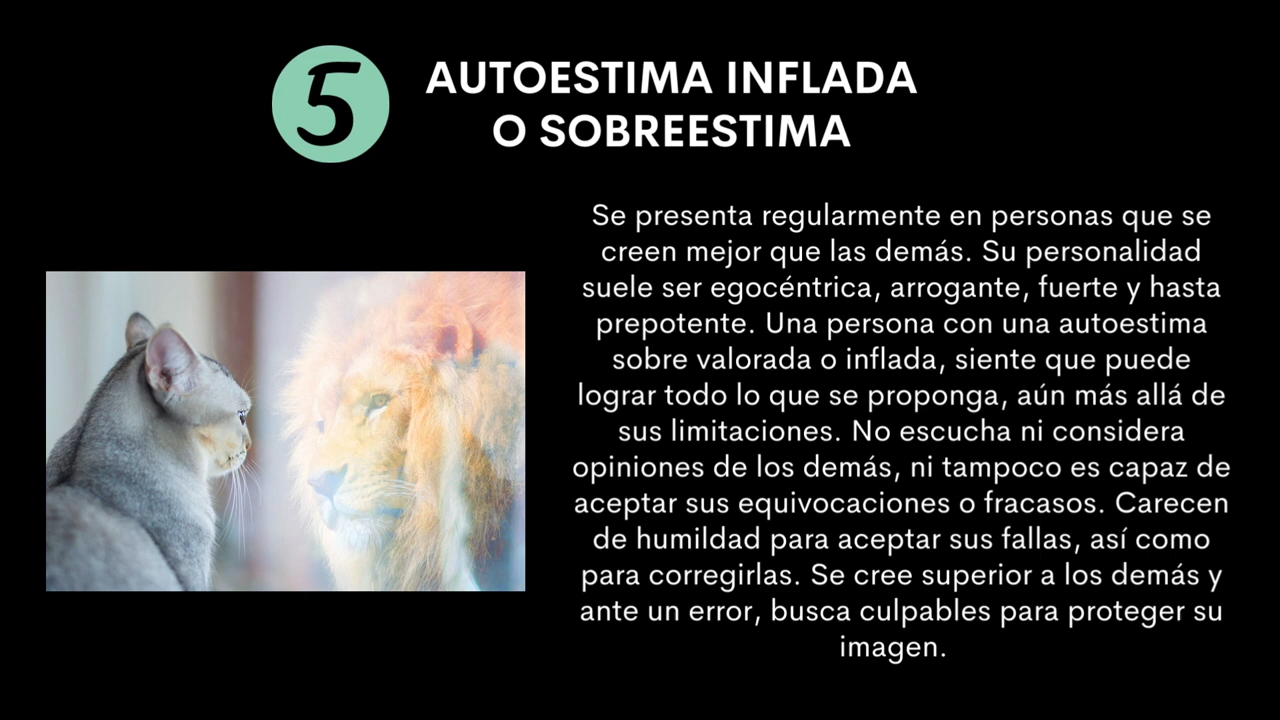 5
AUTOESTIMA INFLADA
O SOBREESTIMA
Se presenta regularmente en personas que se
creen mejor que las demás. Su personalidad
suele ser egocéntrica, arrogante, fuerte y hasta
prepotente. Una persona con una autoestima
sobre valorada o inflada, siente que puede
lograr todo lo que se proponga, aún más allá de
sus limitaciones. No escucha ni considera
opiniones de los demás, ni tampoco es capaz de
aceptar sus equivocaciones o fracasos. Carecen
de humildad para aceptar sus fallas, así como
para corregirlas. Se cree superior a los demás y
ante un error, busca culpables para proteger su
imagen.